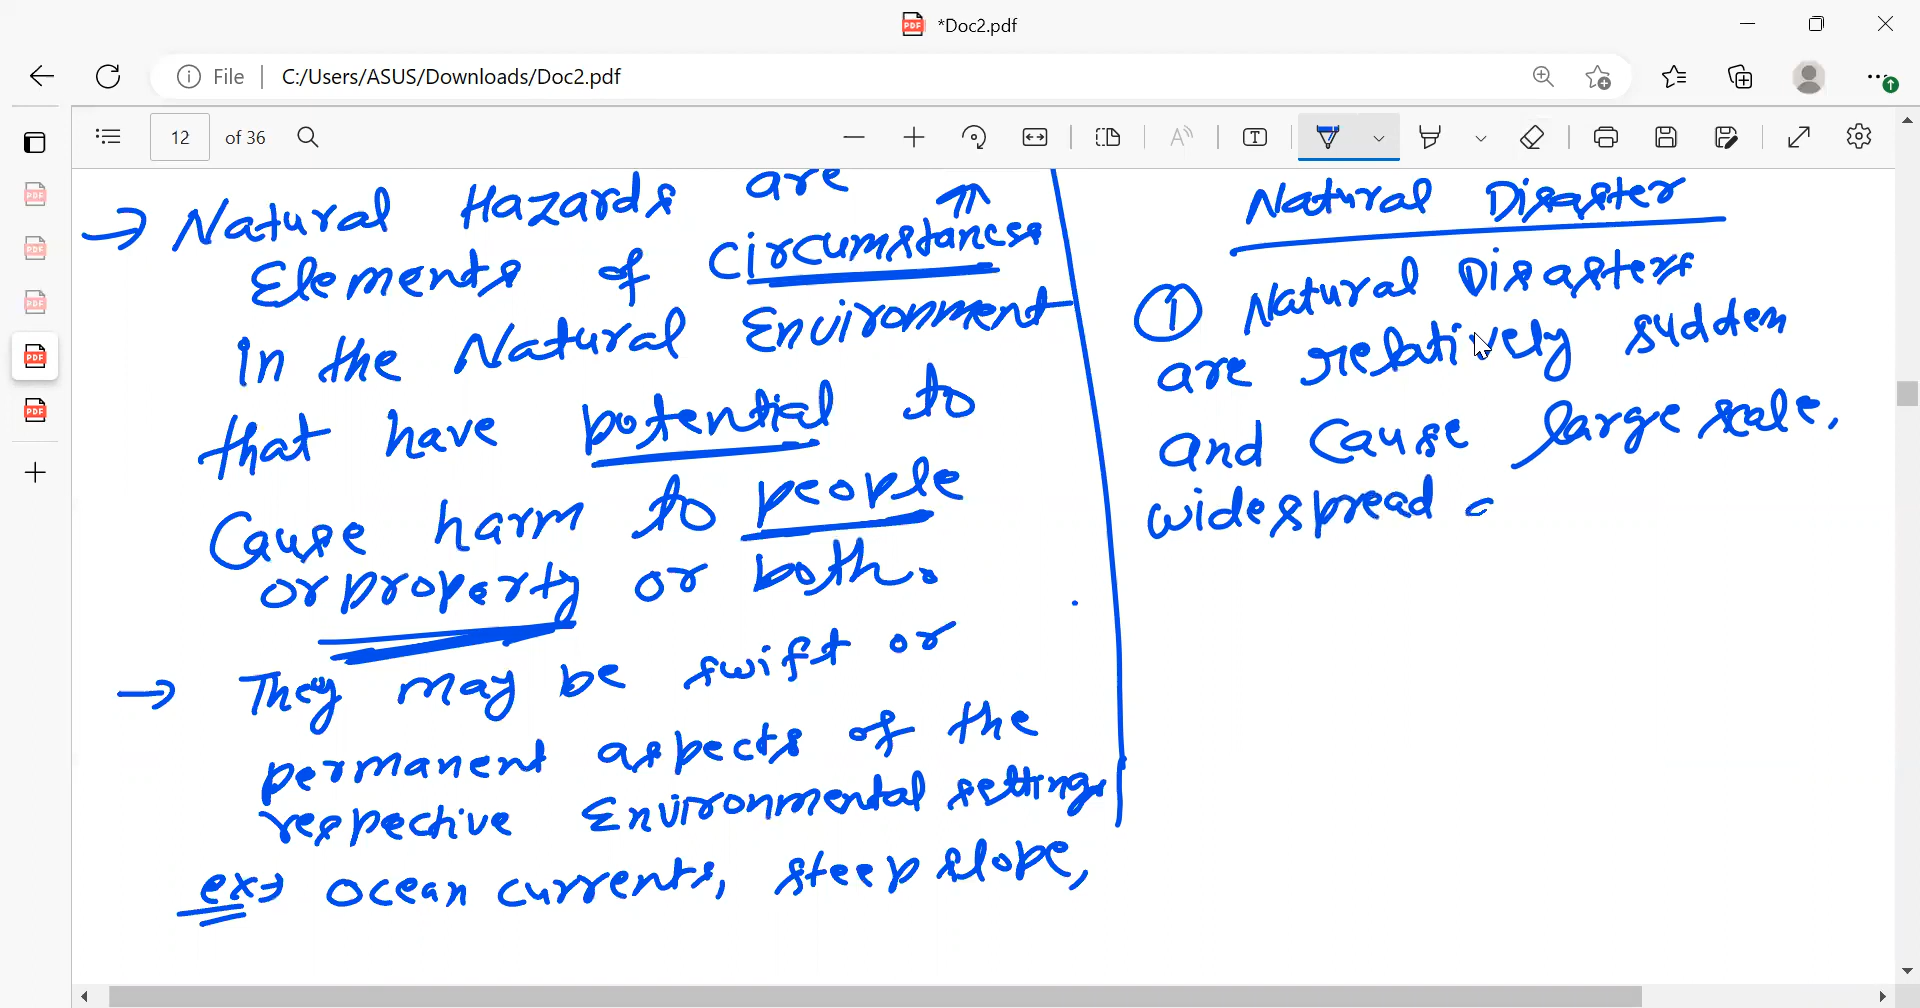 *Doc2.pdf
File
C:/Users/ASUS/Downloads/Doc2.pdf
12 of 36
→ Natural Hazards are
Elements of circumstances
in the Natural Environment
that have potential to
Cause harm to people
or property or both.
→ They may be swift or
permanent aspects of the
respective Environmental settings
ex→ ocean currents, steep slope,
Natural Disaster
① Natural Disasters
are relatively sudden
and cause large scale,
widespread